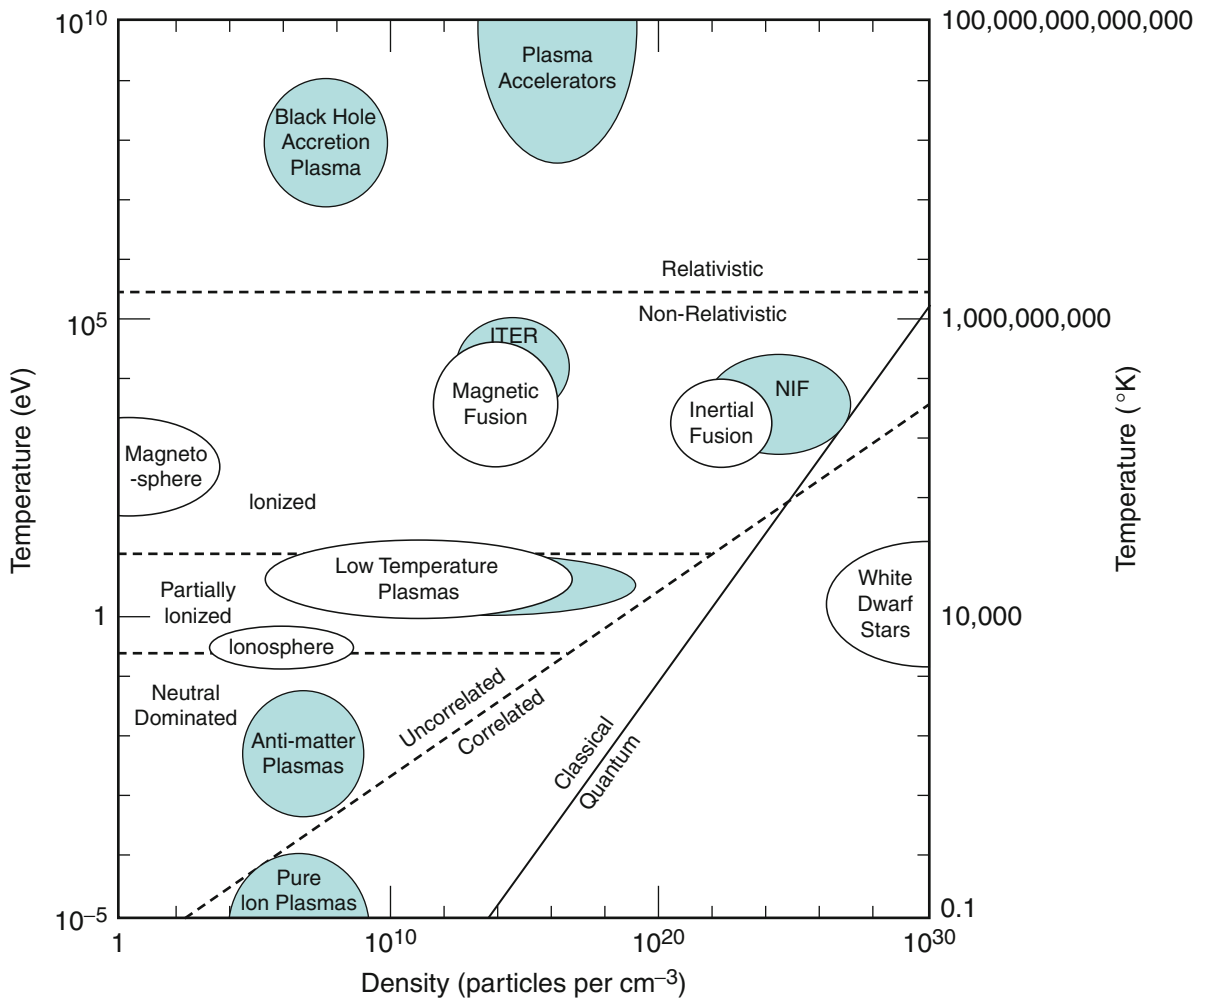 10^10
100,000,000,000,000
Plasma
Accelerators
Black Hole
Accretion
Plasma
Relativistic
Non-Relativistic
10^5
1,000,000,000
ITER
Magnetic
Fusion
NIF
Inertial
Fusion
Magneto
-sphere
Ionized
Low Temperature
Plasmas
Partially
Ionized
White
Dwarf
Stars
1
10,000
Ionosphere
Neutral
Dominated
Uncorrelated
Correlated
Anti-matter
Plasmas
Classical
Quantum
Pure
Ion Plasmas
10^–5
0.1
1
10^10
10^20
10^30
Density (particles per cm^–3)
Temperature (eV)
Temperature (°K)